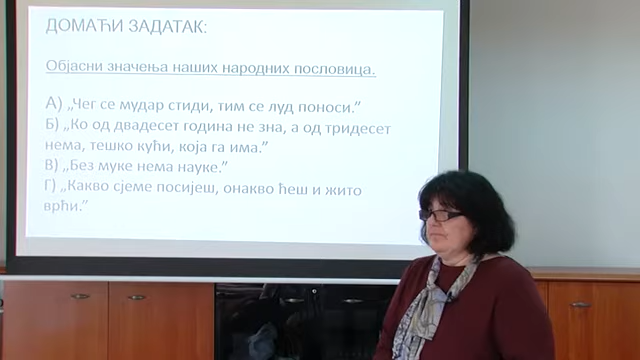 ДОМАЋИ ЗАДАТАК:
Објасни значења наших народних пословица.
А) „Чег се мудар стиди, тим се луд поноси.”
Б) „Ко од двадесет година не зна, а од тридесет
нема, тешко кући, која га има.”
В) „Без муке нема науке.”
Г) „Какво сјеме посијеш, онакво ћеш и жито
врћи.”